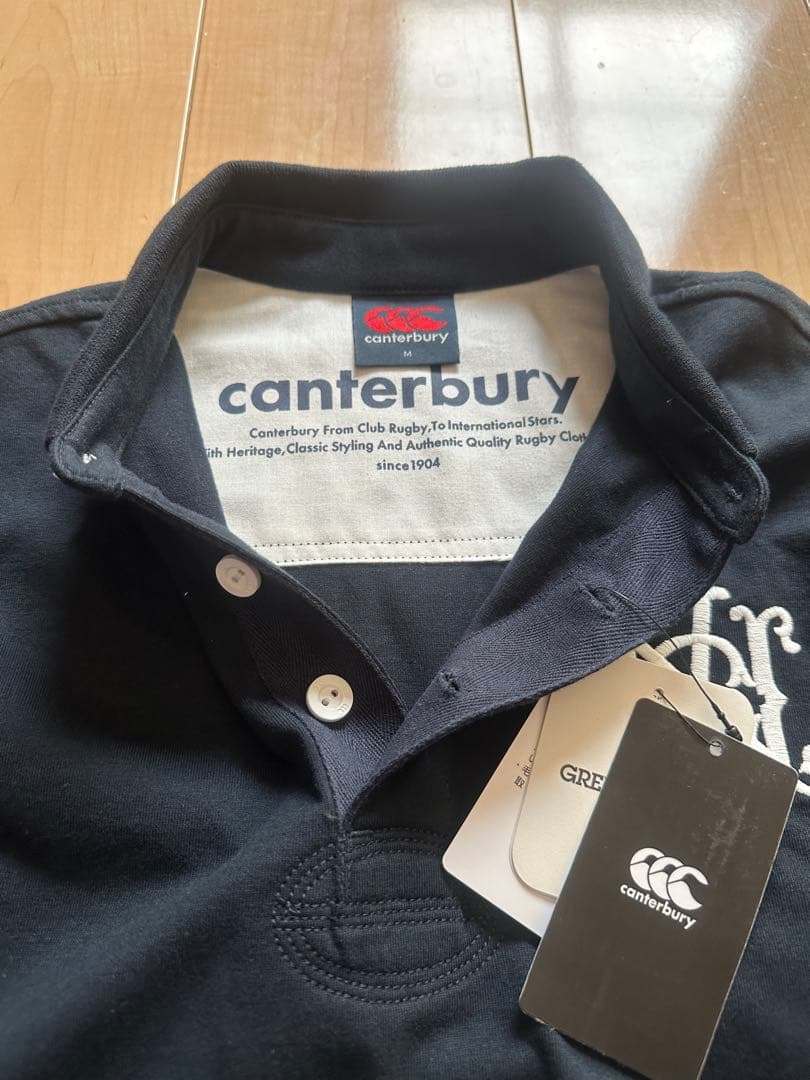 canterbury
M
canterbury
Canterbury From Club Rugby,To International Stars.
ith Heritage,Classic Styling And Authentic Quality Rugby Cloth
since1904
GRE
canterbury